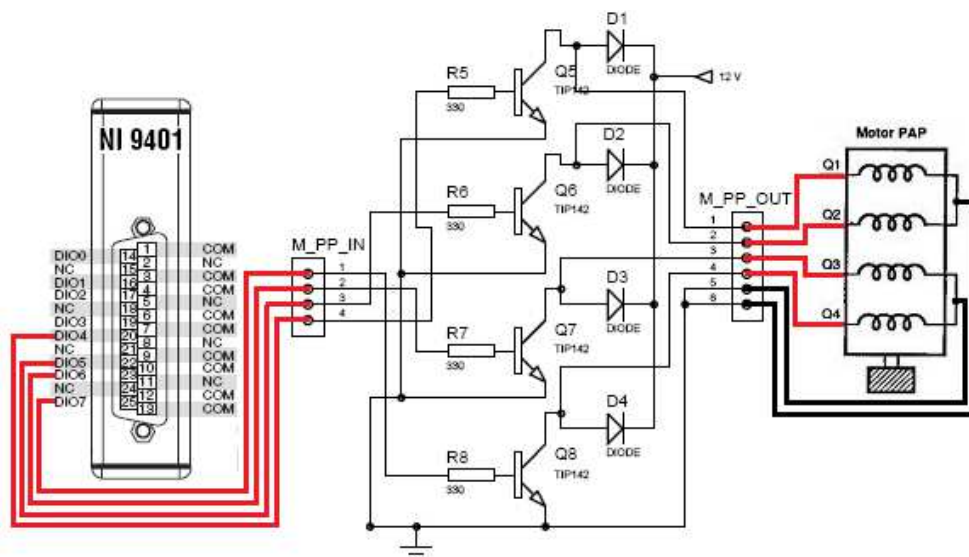 NI 9401
DIO0 14 1 COM
NC 15 2 NC
DIO1 16 3 COM
DIO2 17 4 COM
NC 18 5 NC
DIO3 19 6 COM
DIO4 20 7 COM
NC 21 8 NC
DIO5 22 9 COM
DIO6 23 10 COM
NC 24 11 NC
DIO7 25 12 COM
13 COM
M_PP_IN
1
2
3
4
R5
330
Q5
TIP142
D1
DIODE
12 V
R6
330
Q6
TIP142
D2
DIODE
R7
330
Q7
TIP142
D3
DIODE
R8
330
Q8
TIP142
D4
DIODE
M_PP_OUT
1
2
3
4
5
6
Motor PAP
Q1
Q2
Q3
Q4